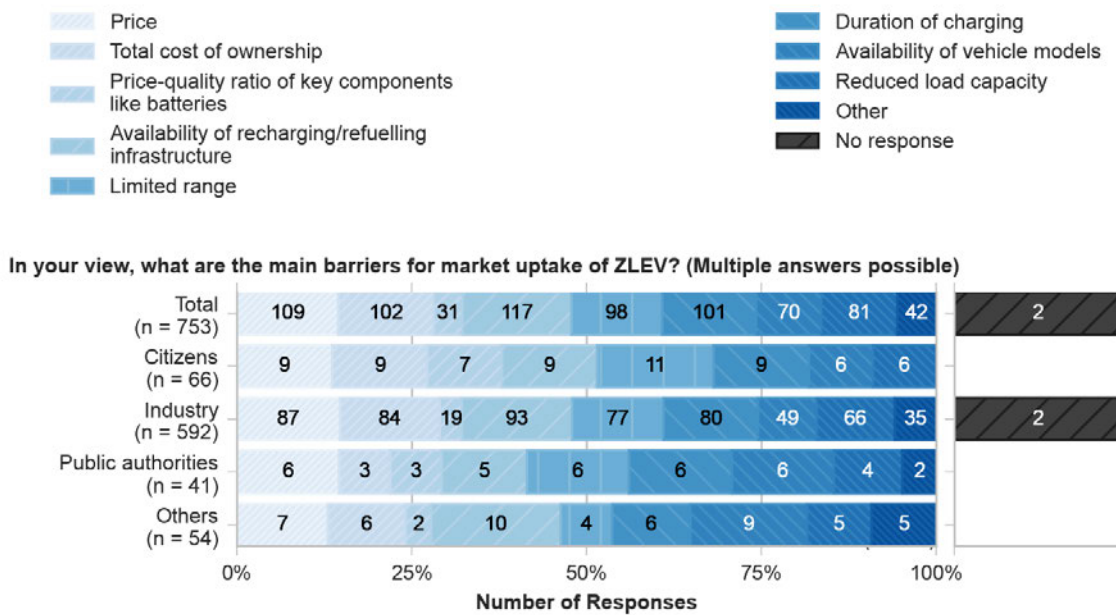 Price
Total cost of ownership
Price-quality ratio of key components
like batteries
Availability of recharging/refuelling
infrastructure
Limited range
Duration of charging
Availability of vehicle models
Reduced load capacity
Other
No response
In your view, what are the main barriers for market uptake of ZLEV? (Multiple answers possible)
Total
(n = 753)
109 102 31 117 98 101 70 81 42 2
Citizens
(n = 66)
9 9 7 9 11 9 6 6
Industry
(n = 592)
87 84 19 93 77 80 49 66 35 2
Public authorities
(n = 41)
6 3 3 5 6 6 6 4 2
Others
(n = 54)
7 6 2 10 4 6 9 5 5
0% 25% 50% 75% 100%
Number of Responses